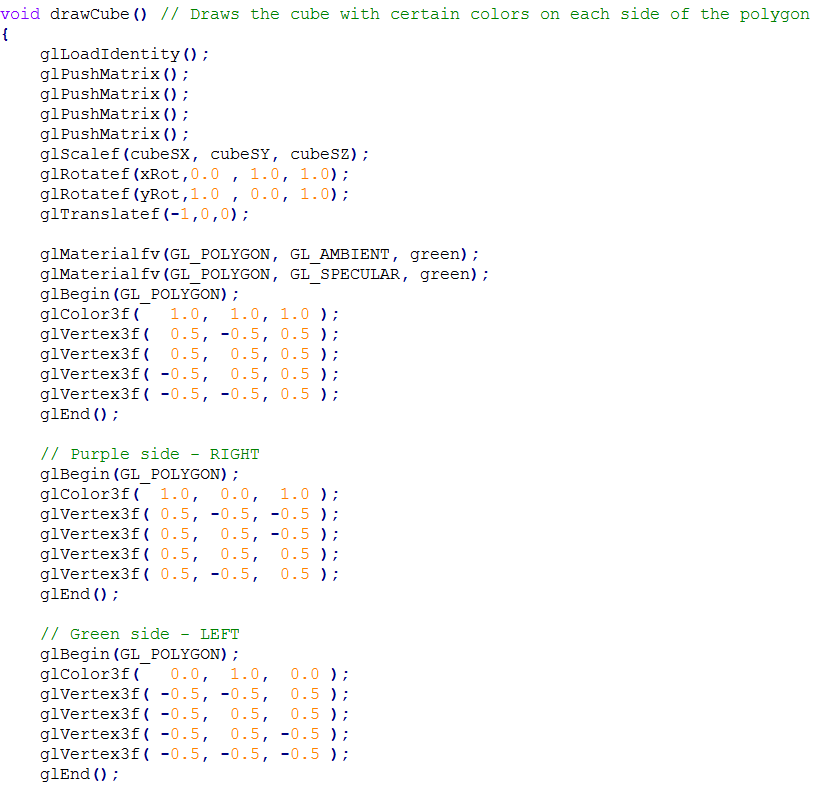 void drawCube() // Draws the cube with certain colors on each side of the polygon
{
    glLoadIdentity();
    glPushMatrix();
    glPushMatrix();
    glPushMatrix();
    glPushMatrix();
    glScalef(cubeSX, cubeSY, cubeSZ);
    glRotatef(xRot,0.0 , 1.0, 1.0);
    glRotatef(yRot,1.0 , 0.0, 1.0);
    glTranslatef(-1,0,0);

    glMaterialfv(GL_POLYGON, GL_AMBIENT, green);
    glMaterialfv(GL_POLYGON, GL_SPECULAR, green);
    glBegin(GL_POLYGON);
    glColor3f(   1.0,  1.0, 1.0 );
    glVertex3f(  0.5, -0.5, 0.5 );
    glVertex3f(  0.5,  0.5, 0.5 );
    glVertex3f( -0.5,  0.5, 0.5 );
    glVertex3f( -0.5, -0.5, 0.5 );
    glEnd();

    // Purple side - RIGHT
    glBegin(GL_POLYGON);
    glColor3f(  1.0,  0.0,  1.0 );
    glVertex3f( 0.5, -0.5, -0.5 );
    glVertex3f( 0.5,  0.5, -0.5 );
    glVertex3f( 0.5,  0.5,  0.5 );
    glVertex3f( 0.5, -0.5,  0.5 );
    glEnd();

    // Green side - LEFT
    glBegin(GL_POLYGON);
    glColor3f(   0.0,  1.0,  0.0 );
    glVertex3f( -0.5, -0.5,  0.5 );
    glVertex3f( -0.5,  0.5,  0.5 );
    glVertex3f( -0.5,  0.5, -0.5 );
    glVertex3f( -0.5, -0.5, -0.5 );
    glEnd();